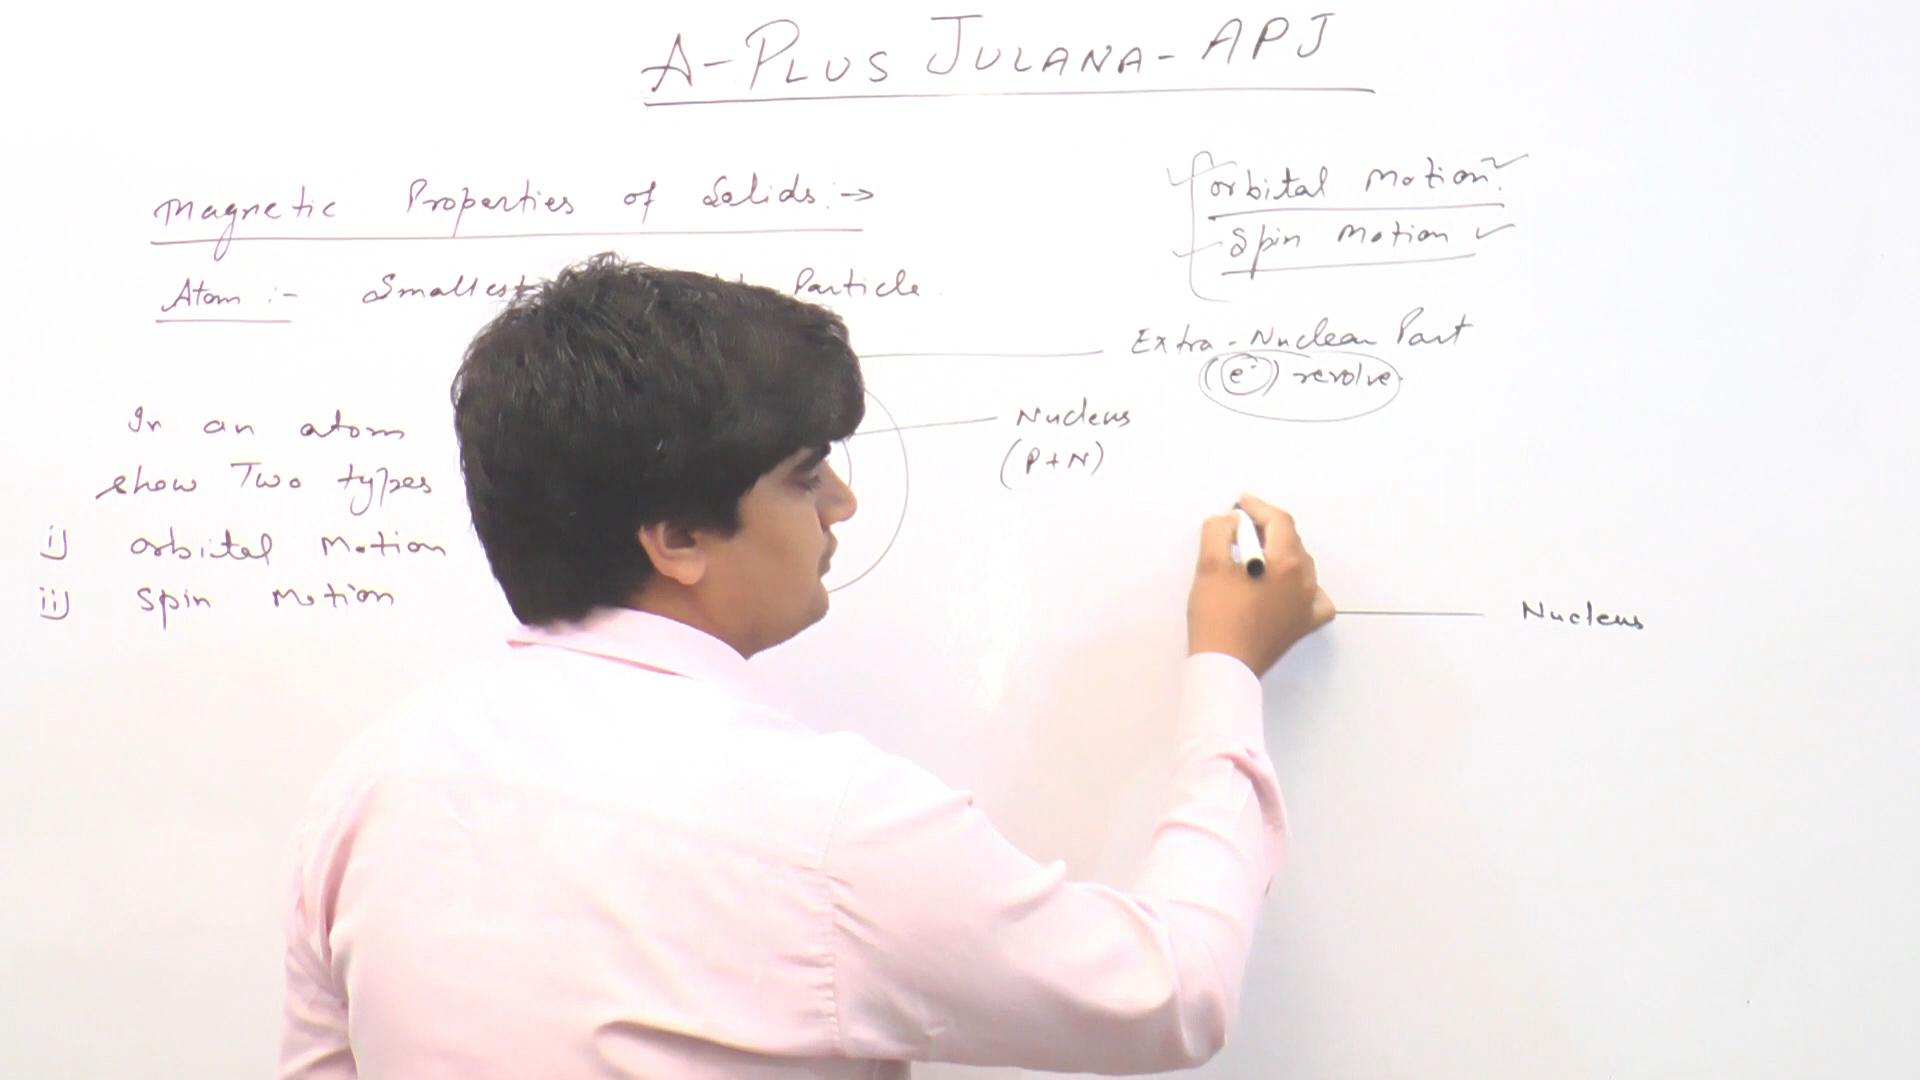 A-PLUS JULANA-APJ
Magnetic Properties of Solids:→
Atom :- Smallest Particle
orbital Motion
Spin Motion
Extra-Nuclear Part
(e-) revolve
Nucleus
(P+N)
In an atom
show Two types
i) orbital Motion
ii) Spin Motion
Nucleus